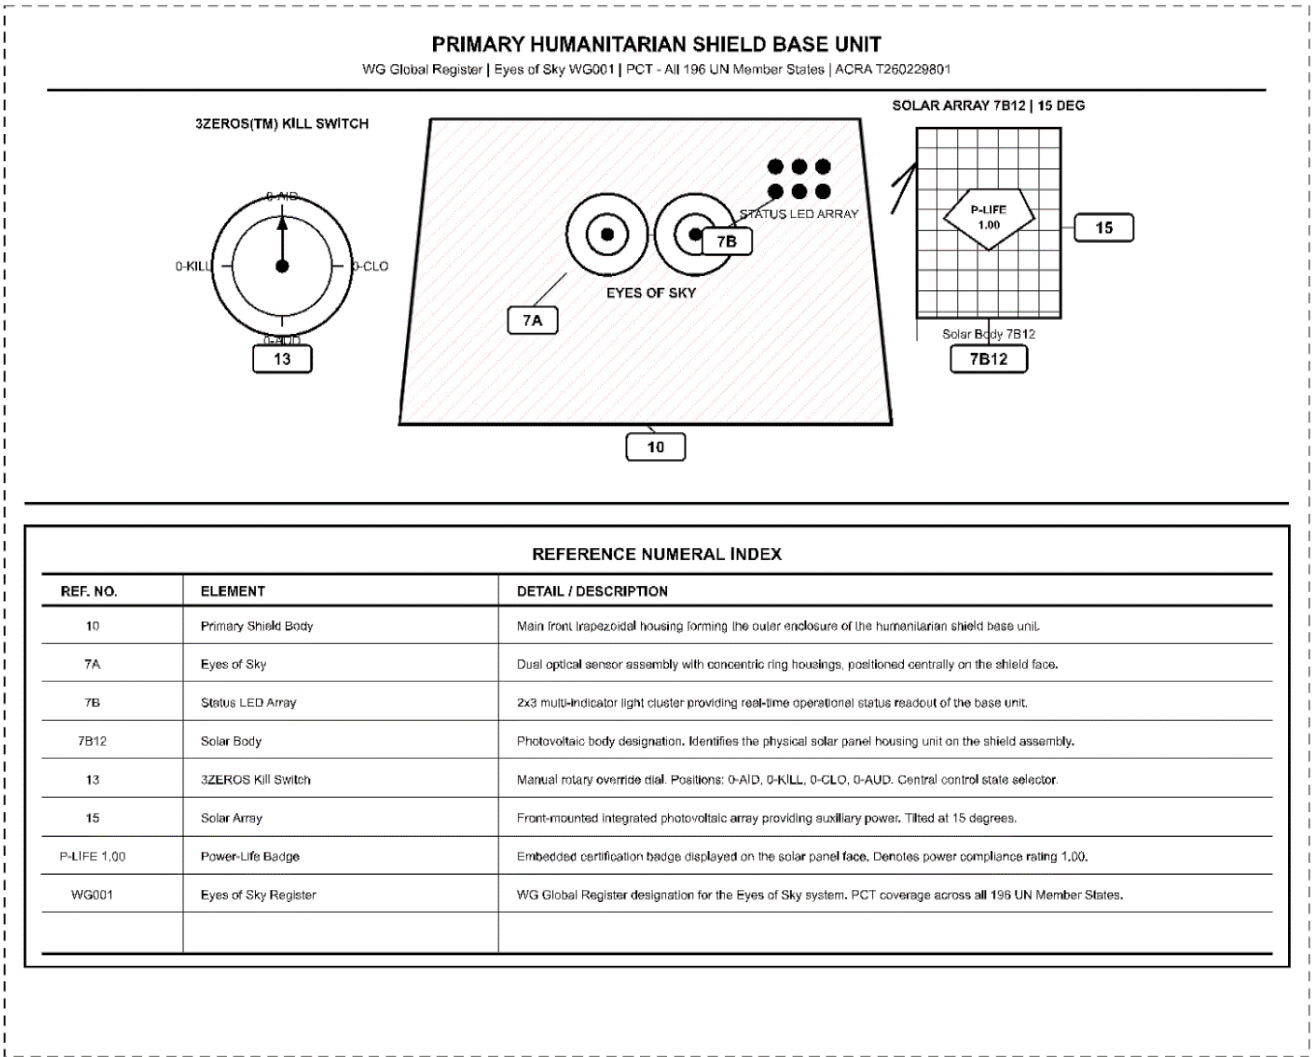 PRIMARY HUMANITARIAN SHIELD BASE UNIT
WG Global Register | Eyes of Sky WG001 | PCT - All 196 UN Member States | ACRA T260229801
3ZEROS(TM) KILL SWITCH
0-AID
0-KILL
0-CLO
0-AUD
13
STATUS LED ARRAY
7B
EYES OF SKY
7A
10
SOLAR ARRAY 7B12 | 15 DEG
P-LIFE
1.00
15
Solar Body 7B12
7B12
REFERENCE NUMERAL INDEX
REF. NO. ELEMENT DETAIL / DESCRIPTION
10 Primary Shield Body Main front trapezoidal housing forming the outer enclosure of the humanitarian shield base unit.
7A Eyes of Sky Dual optical sensor assembly with concentric ring housings, positioned centrally on the shield face.
7B Status LED Array 2x3 multi-indicator light cluster providing real-time operational status readout of the base unit.
7B12 Solar Body Photovoltaic body designation. Identifies the physical solar panel housing unit on the shield assembly.
13 3ZEROS Kill Switch Manual rotary override dial. Positions: 0-AID, 0-KILL, 0-CLO, 0-AUD. Central control state selector.
15 Solar Array Front-mounted integrated photovoltaic array providing auxiliary power. Tilted at 15 degrees.
P-LIFE 1.00 Power-Life Badge Embedded certification badge displayed on the solar panel face. Denotes power compliance rating 1.00.
WG001 Eyes of Sky Register WG Global Register designation for the Eyes of Sky system. PCT coverage across all 196 UN Member States.